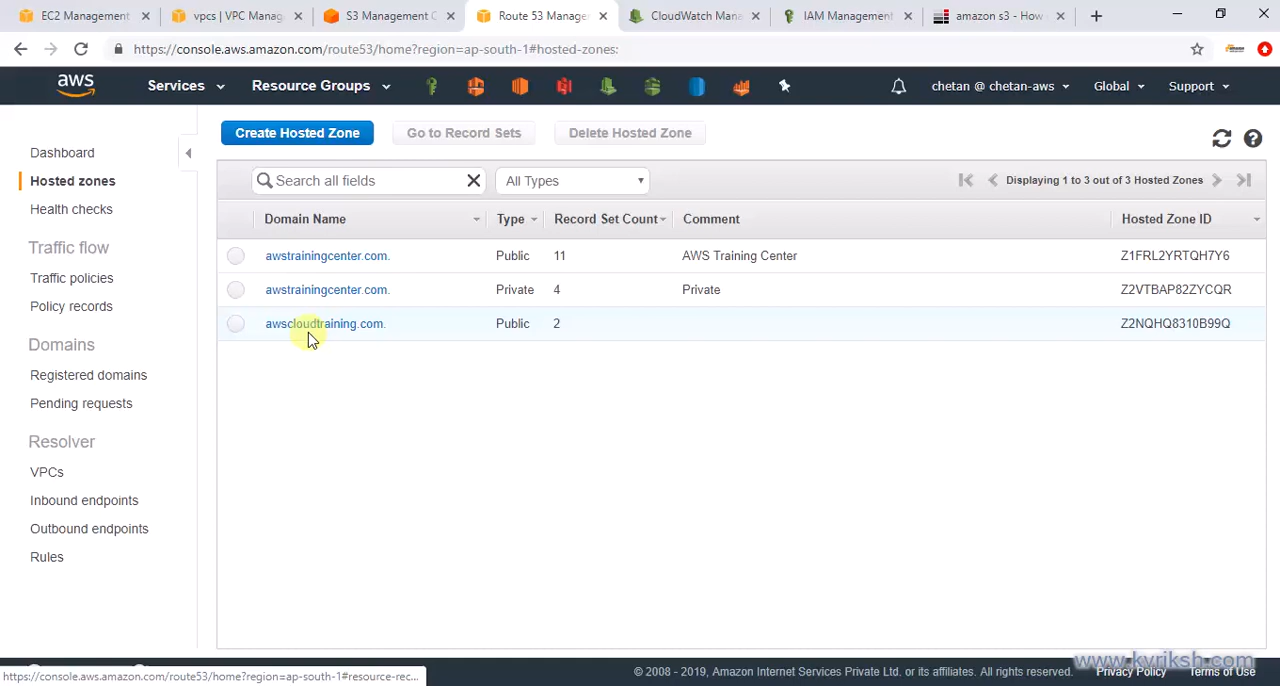 EC2 Management
vpcs | VPC Manag
S3 Management C
Route 53 Manage
CloudWatch Man
IAM Management
amazon s3 - How
https://console.aws.amazon.com/route53/home?region=ap-south-1#hosted-zones:
aws
Services
Resource Groups
chetan @ chetan-aws
Global
Support
Dashboard
Hosted zones
Health checks
Traffic flow
Traffic policies
Policy records
Domains
Registered domains
Pending requests
Resolver
VPCs
Inbound endpoints
Outbound endpoints
Rules
Create Hosted Zone
Go to Record Sets
Delete Hosted Zone
Search all fields
All Types
Displaying 1 to 3 out of 3 Hosted Zones
Domain Name Type Record Set Count Comment Hosted Zone ID
awstrainingcenter.com. Public 11 AWS Training Center Z1FRL2YRTQH7Y6
awstrainingcenter.com. Private 4 Private Z2VTBAP82ZYCQR
awscloudtraining.com. Public 2 Z2NQHQ8310B99Q
https://console.aws.amazon.com/route53/home?region=ap-south-1#resource-rec...
© 2008 - 2019, Amazon Internet Services Private Ltd. or its affiliates. All rights reserved.
Privacy Policy
Terms of Use
www.kvriksh.com